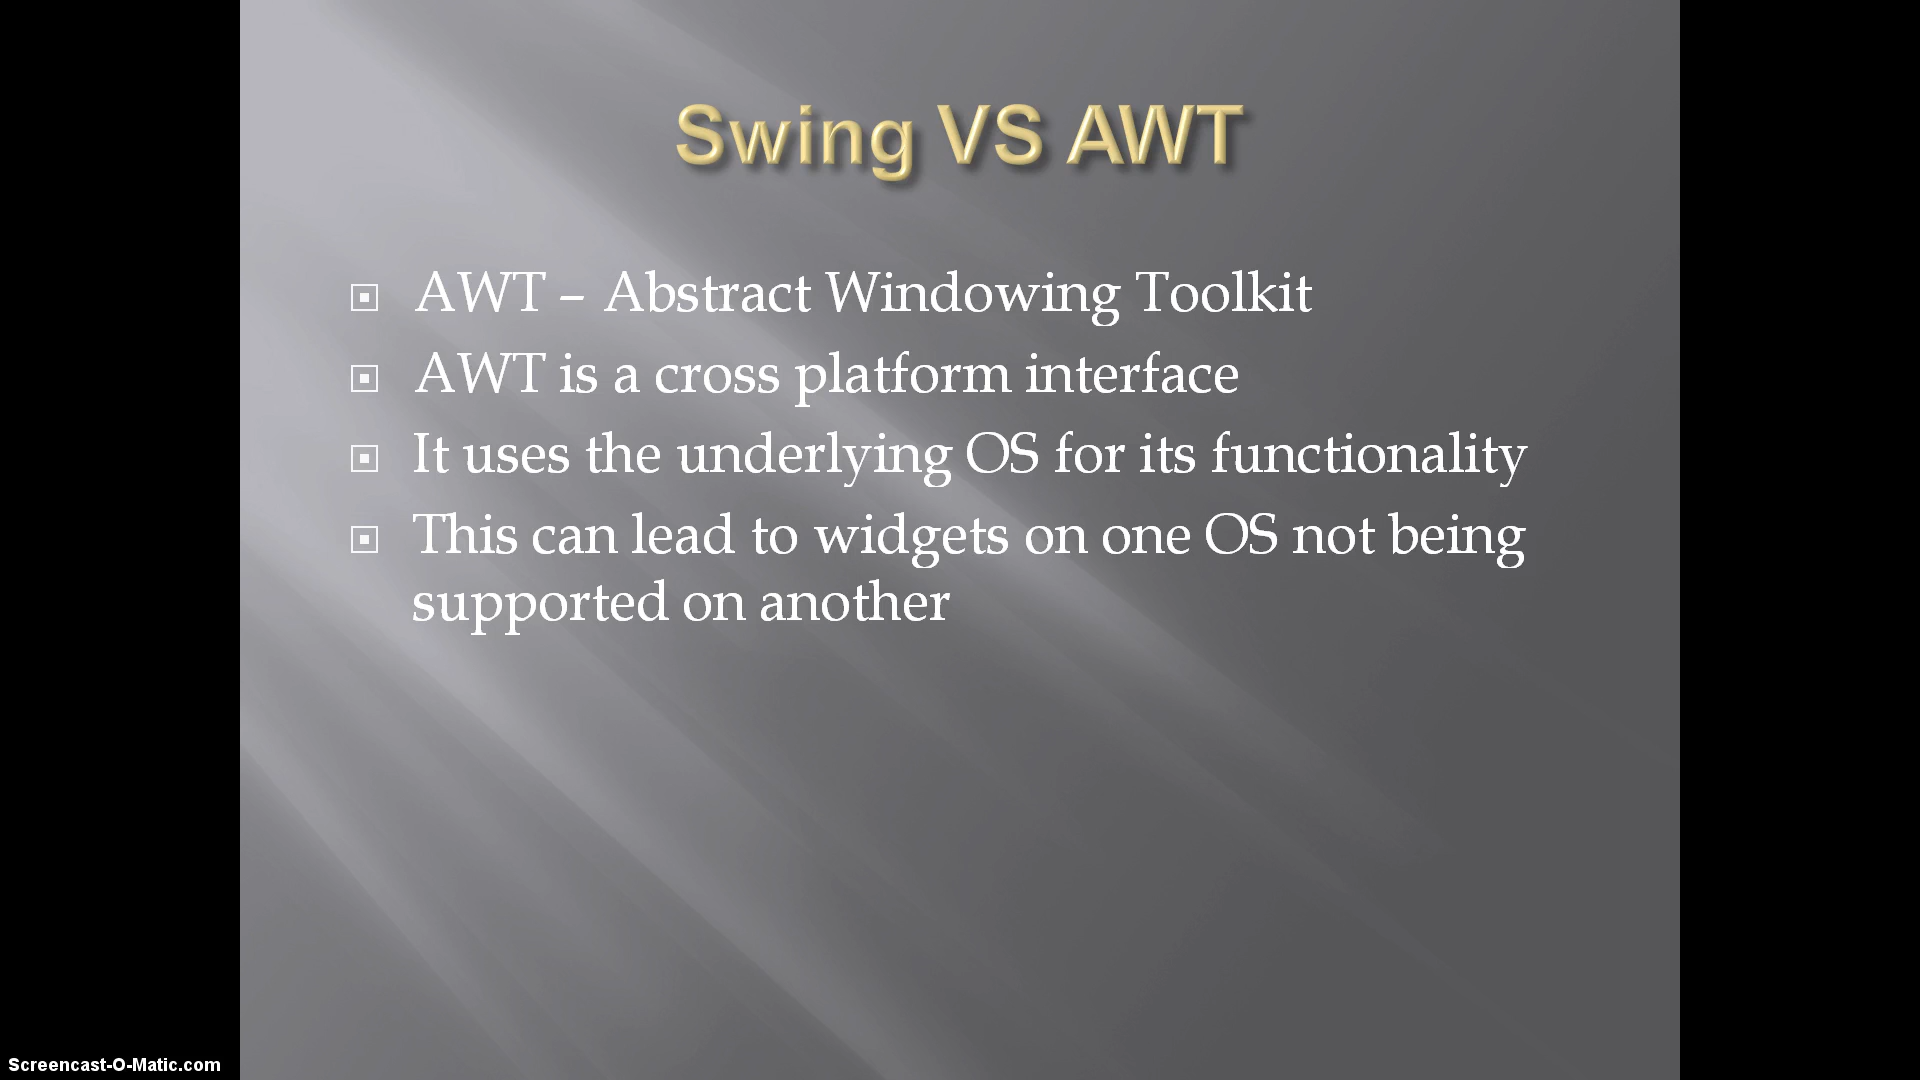 Swing VS AWT
AWT – Abstract Windowing Toolkit
AWT is a cross platform interface
It uses the underlying OS for its functionality
This can lead to widgets on one OS not being
supported on another
Screencast-O-Matic.com